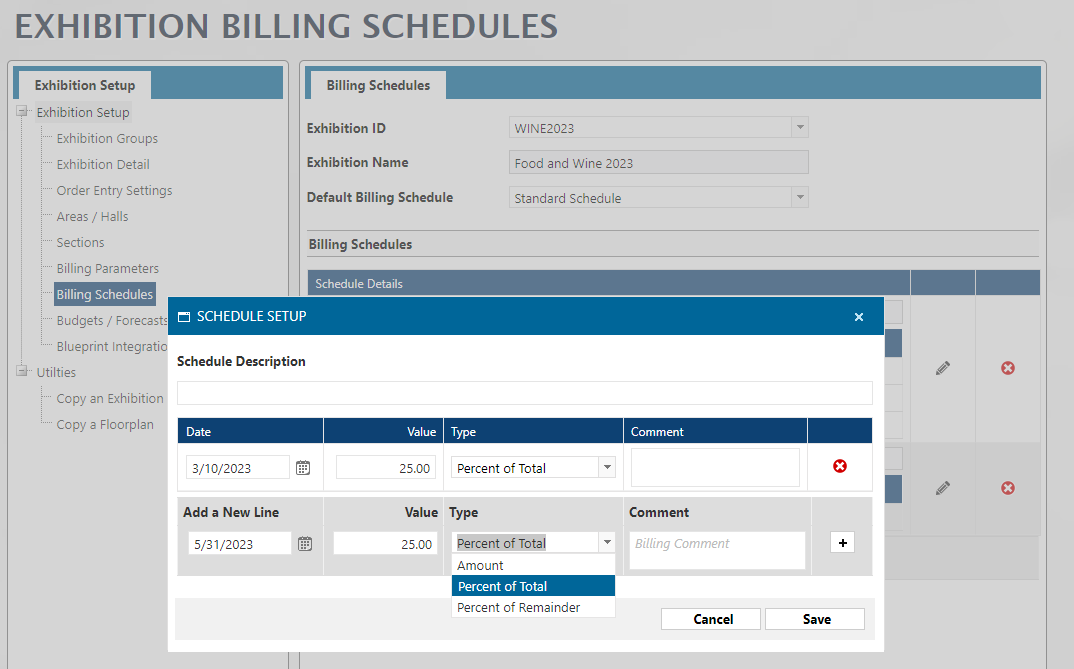 EXHIBITION BILLING SCHEDULES
Exhibition Setup
Exhibition Setup
Exhibition Groups
Exhibition Detail
Order Entry Settings
Areas / Halls
Sections
Billing Parameters
Billing Schedules
Budgets / Forecasts
Blueprint Integratio
Utilties
Copy an Exhibition
Copy a Floorplan
Billing Schedules
Exhibition ID WINE2023
Exhibition Name Food and Wine 2023
Default Billing Schedule Standard Schedule
Billing Schedules
Schedule Details
SCHEDULE SETUP
Schedule Description
Date Value Type Comment
3/10/2023 25.00 Percent of Total
Add a New Line Value Type Comment
5/31/2023 25.00 Percent of Total Billing Comment
Amount
Percent of Total
Percent of Remainder
Cancel Save